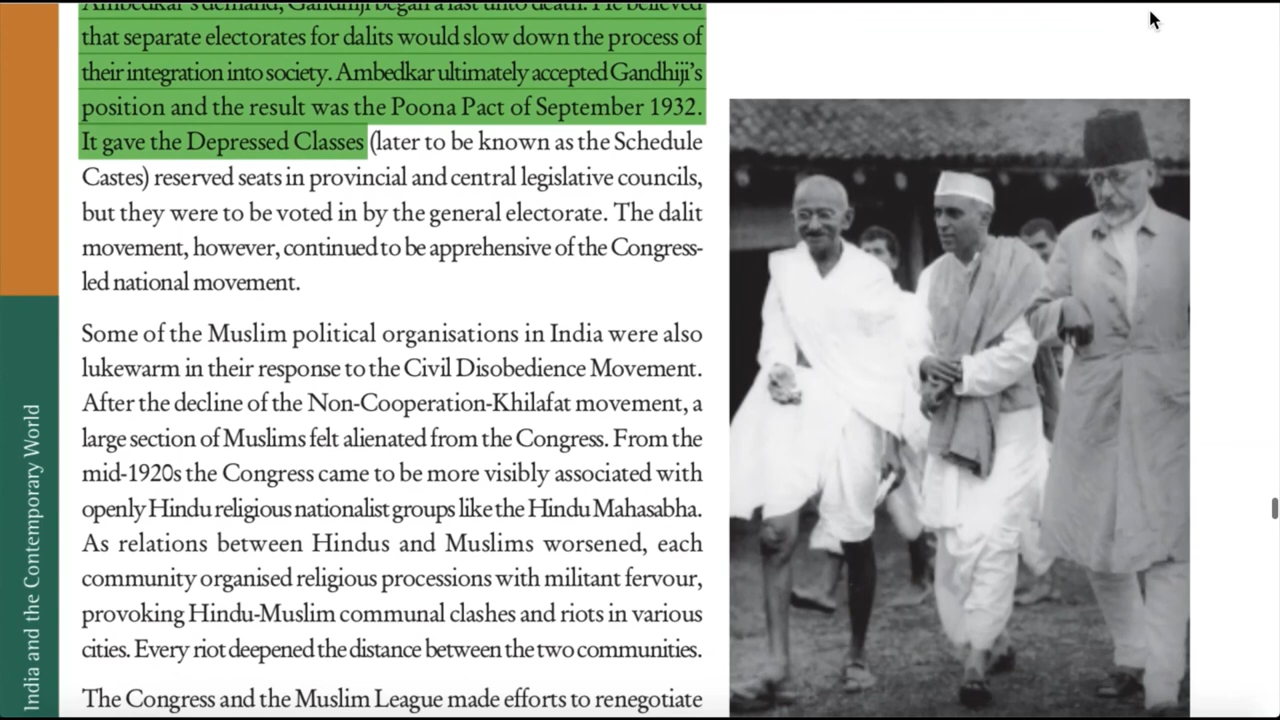 Ambedkar's demand, Gandhiji began a fast unto death. He believed
that separate electorates for dalits would slow down the process of
their integration into society. Ambedkar ultimately accepted Gandhiji's
position and the result was the Poona Pact of September 1932.
It gave the Depressed Classes (later to be known as the Schedule
Castes) reserved seats in provincial and central legislative councils,
but they were to be voted in by the general electorate. The dalit
movement, however, continued to be apprehensive of the Congress-
led national movement.
Some of the Muslim political organisations in India were also
lukewarm in their response to the Civil Disobedience Movement.
After the decline of the Non-Cooperation-Khilafat movement, a
large section of Muslims felt alienated from the Congress. From the
mid-1920s the Congress came to be more visibly associated with
openly Hindu religious nationalist groups like the Hindu Mahasabha.
As relations between Hindus and Muslims worsened, each
community organised religious processions with militant fervour,
provoking Hindu-Muslim communal clashes and riots in various
cities. Every riot deepened the distance between the two communities.
The Congress and the Muslim League made efforts to renegotiate
India and the Contemporary World